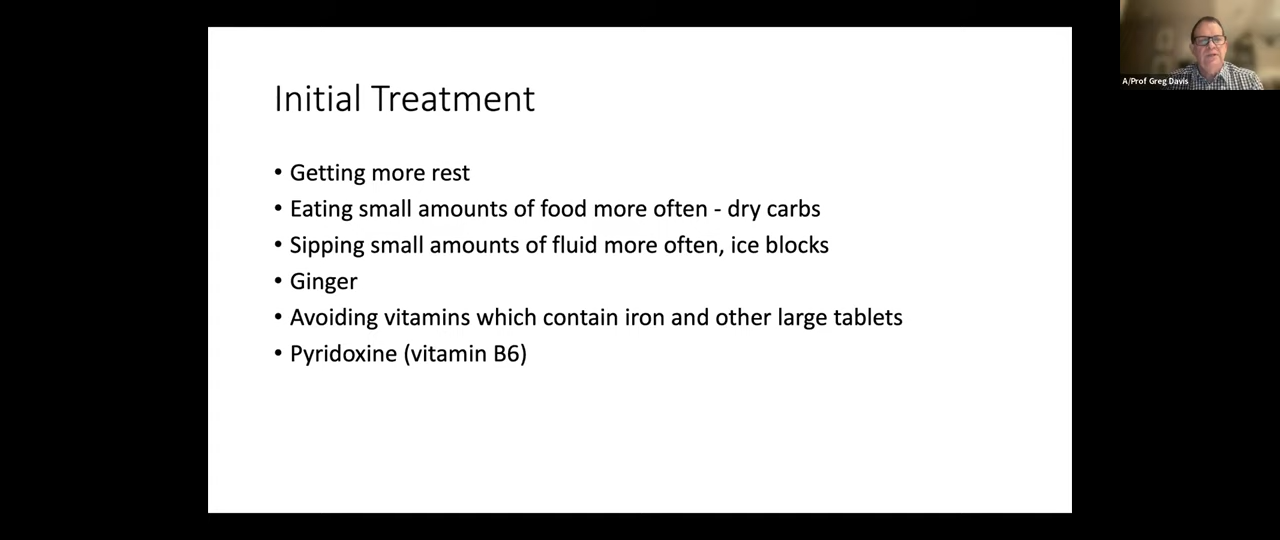 Initial Treatment
• Getting more rest
• Eating small amounts of food more often - dry carbs
• Sipping small amounts of fluid more often, ice blocks
• Ginger
• Avoiding vitamins which contain iron and other large tablets
• Pyridoxine (vitamin B6)
A/Prof Greg Davis